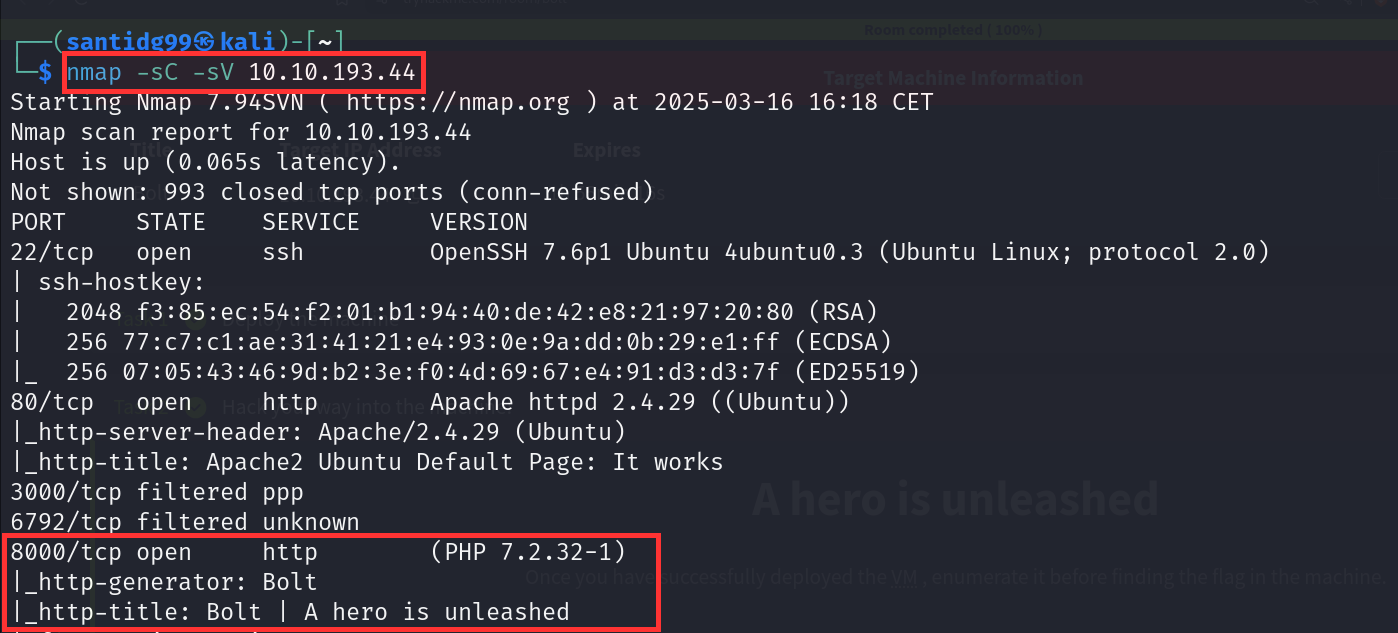 ┌──(santidg99㉿kali)-[~]
└─$ nmap -sC -sV 10.10.193.44
Starting Nmap 7.94SVN ( https://nmap.org ) at 2025-03-16 16:18 CET
Nmap scan report for 10.10.193.44
Host is up (0.065s latency).
Not shown: 993 closed tcp ports (conn-refused)
PORT     STATE    SERVICE     VERSION
22/tcp   open     ssh         OpenSSH 7.6p1 Ubuntu 4ubuntu0.3 (Ubuntu Linux; protocol 2.0)
| ssh-hostkey:
|   2048 f3:85:ec:54:f2:01:b1:94:40:de:42:e8:21:97:20:80 (RSA)
|   256 77:c7:c1:ae:31:41:21:e4:93:0e:9a:dd:0b:29:e1:ff (ECDSA)
|_  256 07:05:43:46:9d:b2:3e:f0:4d:69:67:e4:91:d3:d3:7f (ED25519)
80/tcp   open     http        Apache httpd 2.4.29 ((Ubuntu))
|_http-server-header: Apache/2.4.29 (Ubuntu)
|_http-title: Apache2 Ubuntu Default Page: It works
3000/tcp filtered ppp
6792/tcp filtered unknown
8000/tcp open     http        (PHP 7.2.32-1)
|_http-generator: Bolt
|_http-title: Bolt | A hero is unleashed
Room completed ( 100% )
Target Machine Information
Title
Target IP Address
Expires
Deploy the machine
Hack your way into the machine
A hero is unleashed
Once you have successfully deployed the VM , enumerate it before finding the flag in the machine.